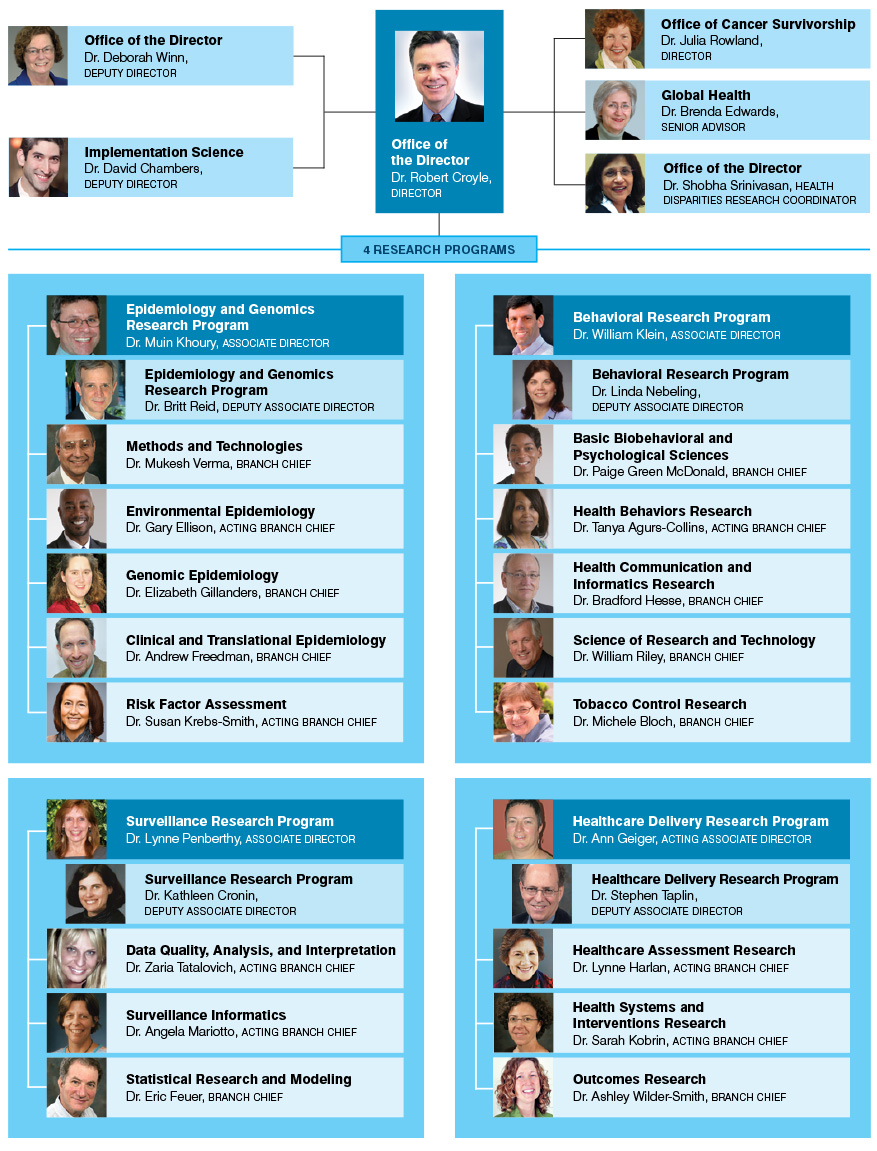 Office of the Director
Dr. Deborah Winn,
DEPUTY DIRECTOR
Implementation Science
Dr. David Chambers,
DEPUTY DIRECTOR
Office of
the Director
Dr. Robert Croyle,
DIRECTOR
Office of Cancer Survivorship
Dr. Julia Rowland,
DIRECTOR
Global Health
Dr. Brenda Edwards,
SENIOR ADVISOR
Office of the Director
Dr. Shobha Srinivasan, HEALTH
DISPARITIES RESEARCH COORDINATOR
4 RESEARCH PROGRAMS
Epidemiology and Genomics
Research Program
Dr. Muin Khoury, ASSOCIATE DIRECTOR
Epidemiology and Genomics
Research Program
Dr. Britt Reid, DEPUTY ASSOCIATE DIRECTOR
Methods and Technologies
Dr. Mukesh Verma, BRANCH CHIEF
Environmental Epidemiology
Dr. Gary Ellison, ACTING BRANCH CHIEF
Genomic Epidemiology
Dr. Elizabeth Gillanders, BRANCH CHIEF
Clinical and Translational Epidemiology
Dr. Andrew Freedman, BRANCH CHIEF
Risk Factor Assessment
Dr. Susan Krebs-Smith, ACTING BRANCH CHIEF
Behavioral Research Program
Dr. William Klein, ASSOCIATE DIRECTOR
Behavioral Research Program
Dr. Linda Nebeling,
DEPUTY ASSOCIATE DIRECTOR
Basic Biobehavioral and
Psychological Sciences
Dr. Paige Green McDonald, BRANCH CHIEF
Health Behaviors Research
Dr. Tanya Agurs-Collins, ACTING BRANCH CHIEF
Health Communication and
Informatics Research
Dr. Bradford Hesse, BRANCH CHIEF
Science of Research and Technology
Dr. William Riley, BRANCH CHIEF
Tobacco Control Research
Dr. Michele Bloch, BRANCH CHIEF
Surveillance Research Program
Dr. Lynne Penberthy, ASSOCIATE DIRECTOR
Surveillance Research Program
Dr. Kathleen Cronin,
DEPUTY ASSOCIATE DIRECTOR
Data Quality, Analysis, and Interpretation
Dr. Zaria Tatalovich, ACTING BRANCH CHIEF
Surveillance Informatics
Dr. Angela Mariotto, ACTING BRANCH CHIEF
Statistical Research and Modeling
Dr. Eric Feuer, BRANCH CHIEF
Healthcare Delivery Research Program
Dr. Ann Geiger, ACTING ASSOCIATE DIRECTOR
Healthcare Delivery Research Program
Dr. Stephen Taplin,
DEPUTY ASSOCIATE DIRECTOR
Healthcare Assessment Research
Dr. Lynne Harlan, ACTING BRANCH CHIEF
Health Systems and
Interventions Research
Dr. Sarah Kobrin, ACTING BRANCH CHIEF
Outcomes Research
Dr. Ashley Wilder-Smith, BRANCH CHIEF